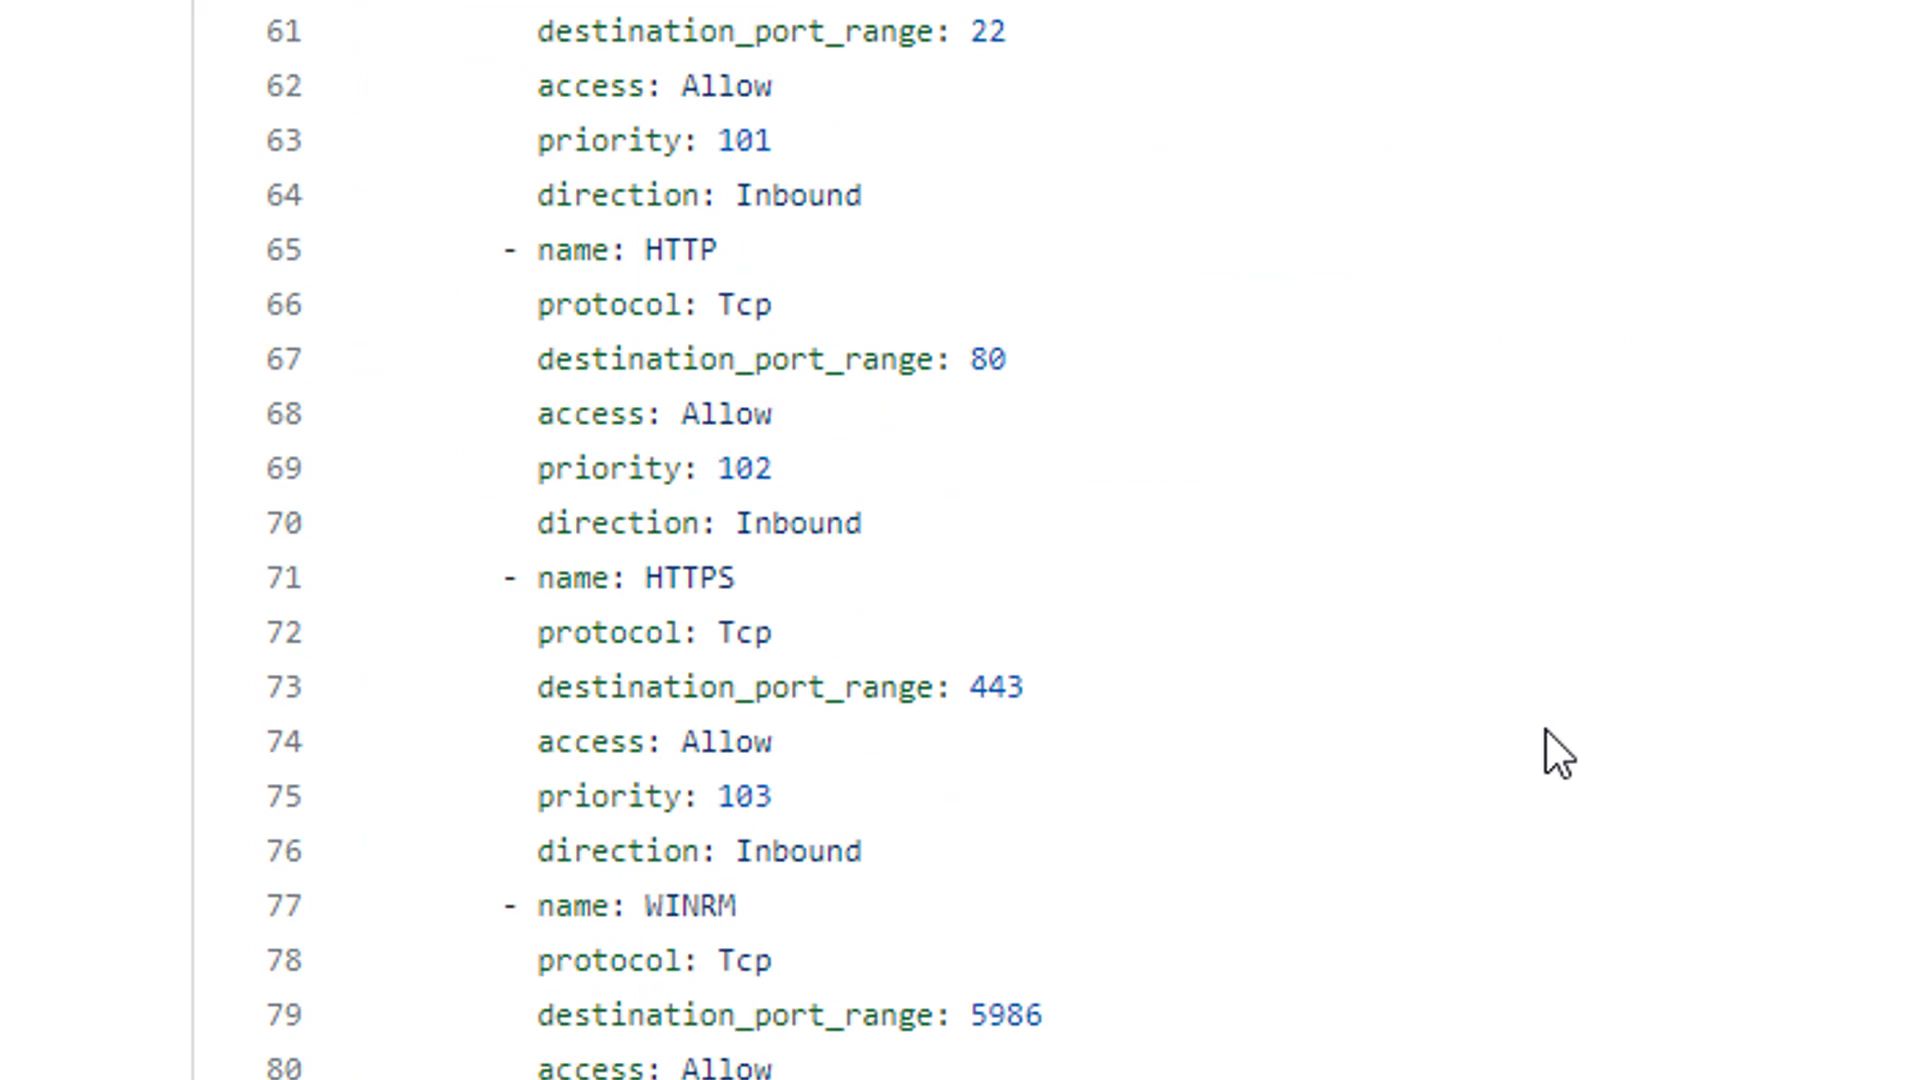 61 destination_port_range: 22
62 access: Allow
63 priority: 101
64 direction: Inbound
65 - name: HTTP
66 protocol: Tcp
67 destination_port_range: 80
68 access: Allow
69 priority: 102
70 direction: Inbound
71 - name: HTTPS
72 protocol: Tcp
73 destination_port_range: 443
74 access: Allow
75 priority: 103
76 direction: Inbound
77 - name: WINRM
78 protocol: Tcp
79 destination_port_range: 5986
80 access: Allow